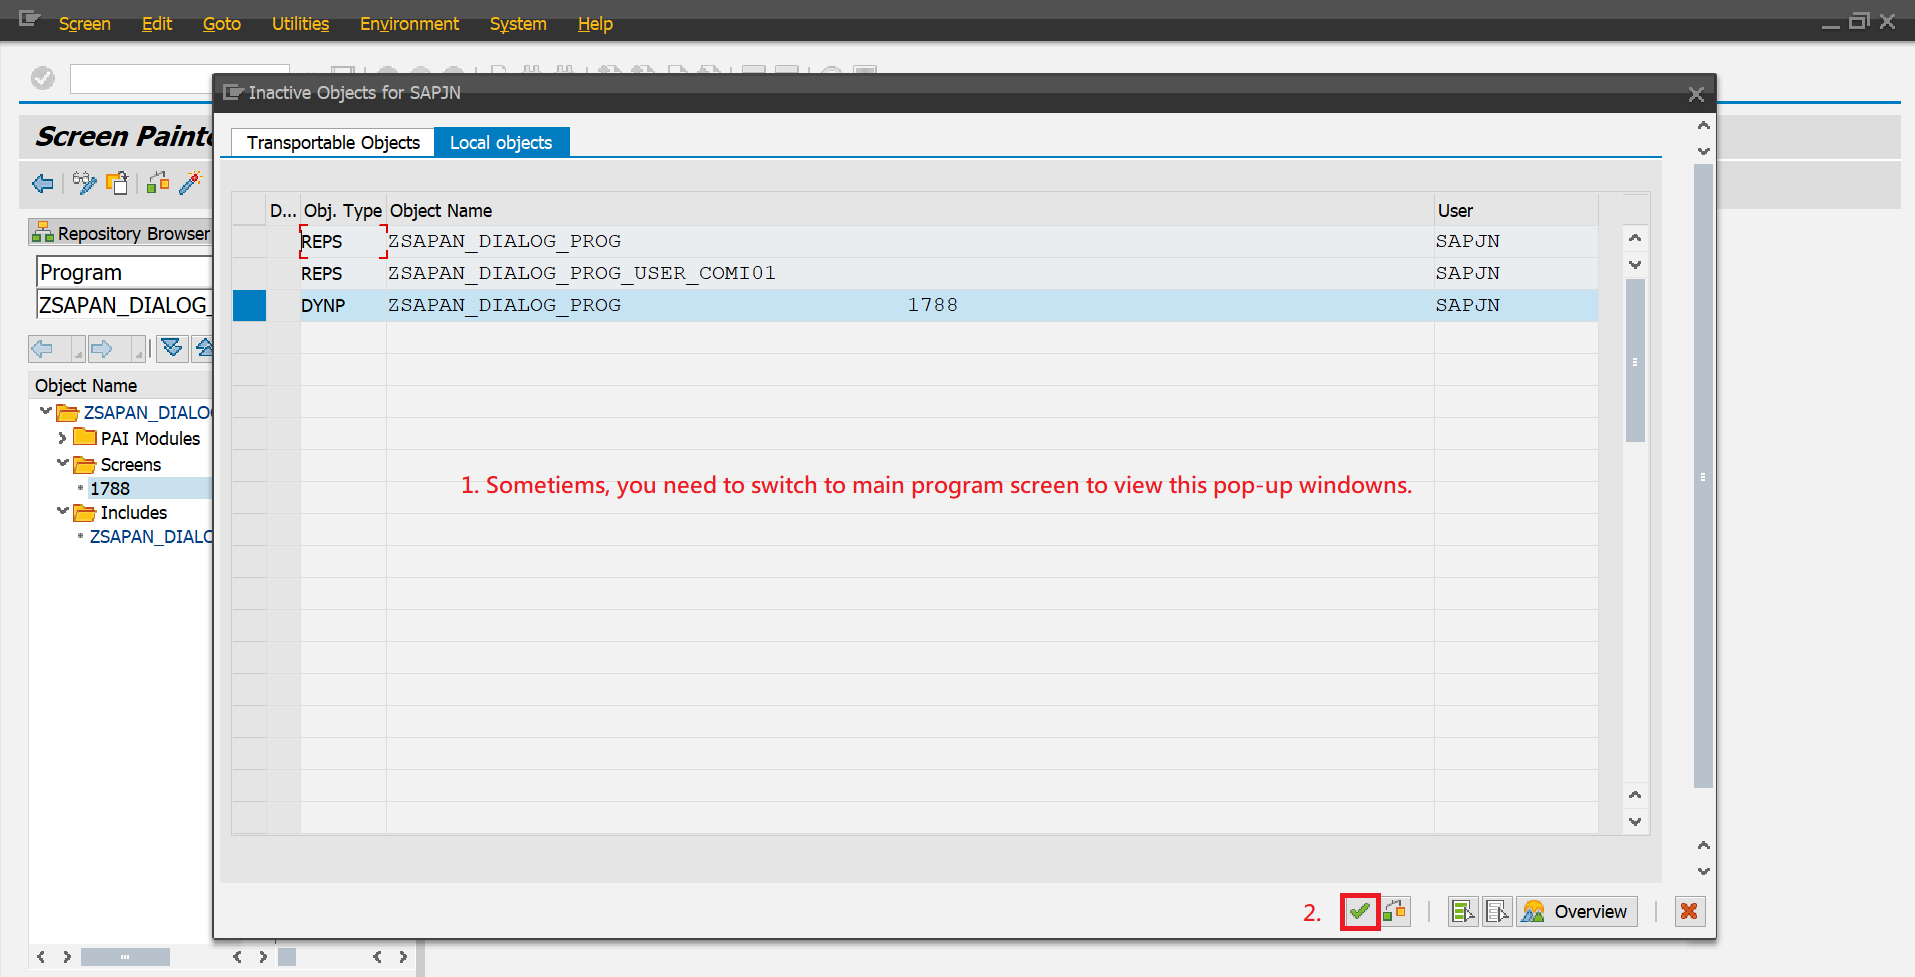 Screen Edit Goto Utilities Environment System Help
Inactive Objects for SAPJN
Screen Painte
Transportable Objects Local objects
D... Obj. Type Object Name User
Repository Browser
REPS ZSAPAN_DIALOG_PROG SAPJN
Program
REPS ZSAPAN_DIALOG_PROG_USER_COMI01 SAPJN
ZSAPAN_DIALOG_
DYNP ZSAPAN_DIALOG_PROG 1788 SAPJN
Object Name
ZSAPAN_DIALO
PAI Modules
Screens
1788
Includes
ZSAPAN_DIALO
1. Sometiems, you need to switch to main program screen to view this pop-up windowns.
2. Overview